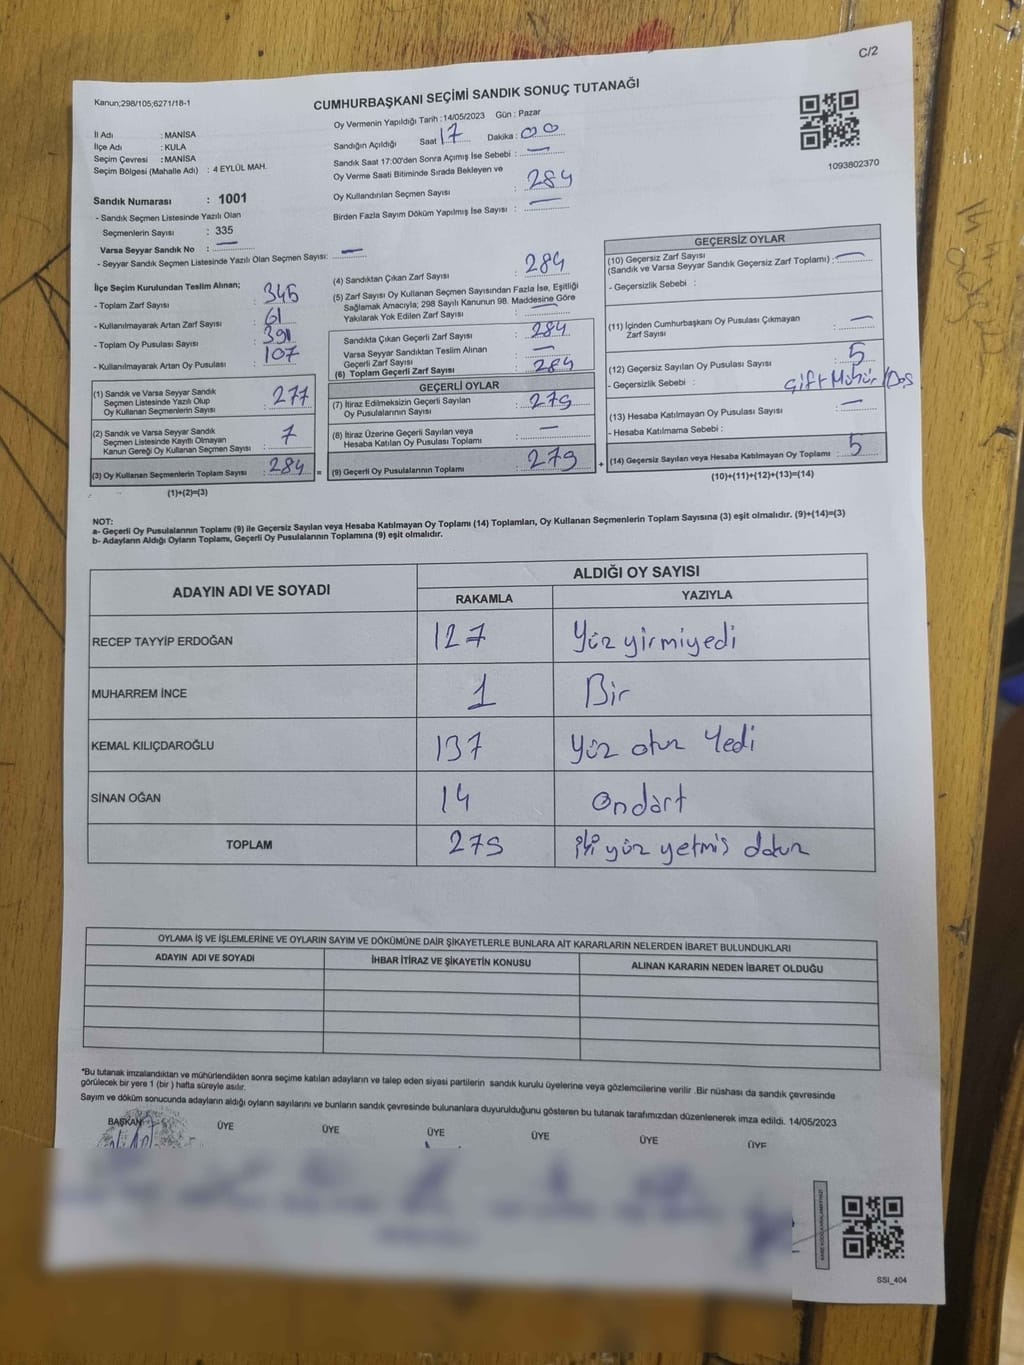 C/2
Kanun;298/105;6271/18-1
CUMHURBAŞKANI SEÇİMİ SANDIK SONUÇ TUTANAĞI
İl Adı : MANİSA
İlçe Adı : KULA
Seçim Çevresi : MANİSA
Seçim Bölgesi (Mahalle Adı) : 4 EYLÜL MAH.
Oy Vermenin Yapıldığı Tarih : 14/05/2023 Gün : Pazar
Sandığın Açıldığı Saat 17 Dakika : 00
Sandık Saat 17:00'den Sonra Açımış İse Sebebi : —
Oy Verme Saati Bitiminde Sırada Bekleyen ve
Oy Kullandırılan Seçmen Sayısı : 284
Birden Fazla Sayım Döküm Yapılmış İse Sayısı : —
1093802370
Sandık Numarası : 1001
- Sandık Seçmen Listesinde Yazılı Olan
Seçmenlerin Sayısı : 335
Varsa Seyyar Sandık No : —
- Seyyar Sandık Seçmen Listesinde Yazılı Olan Seçmen Sayısı: —
İlçe Seçim Kurulundan Teslim Alınan;
- Toplam Zarf Sayısı : 345
- Kullanılmayarak Artan Zarf Sayısı : 61
- Toplam Oy Pusulası Sayısı : 391
- Kullanılmayarak Artan Oy Pusulası : 107
(1) Sandık ve Varsa Seyyar Sandık
Seçmen Listesinde Yazılı Olup
Oy Kullanan Seçmenlerin Sayısı : 277
(2) Sandık ve Varsa Seyyar Sandık
Seçmen Listesinde Kayıtlı Olmayan
Kanun Gereği Oy Kullanan Seçmen Sayısı : 7
(3) Oy Kullanan Seçmenlerin Toplam Sayısı : 284 =
(1)+(2)=(3)
(4) Sandıktan Çıkan Zarf Sayısı : 284
(5) Zarf Sayısı Oy Kullanan Seçmen Sayısından Fazla İse, Eşitliği
Sağlamak Amacıyla; 298 Sayılı Kanunun 98. Maddesine Göre
Yakılarak Yok Edilen Zarf Sayısı : —
Sandıkta Çıkan Geçerli Zarf Sayısı : 284
Varsa Seyyar Sandıktan Teslim Alınan
Geçerli Zarf Sayısı : —
(6) Toplam Geçerli Zarf Sayısı : 284
GEÇERLİ OYLAR
(7) İtiraz Edilmeksizin Geçerli Sayılan
Oy Pusulalarının Sayısı : 279
(8) İtiraz Üzerine Geçerli Sayılan veya
Hesaba Katılan Oy Pusulası Toplamı : —
(9) Geçerli Oy Pusulalarının Toplamı : 279 +
GEÇERSİZ OYLAR
(10) Geçersiz Zarf Sayısı
(Sandık ve Varsa Seyyar Sandık Geçersiz Zarf Toplamı) : —
- Geçersizlik Sebebi :
(11) İçinden Cumhurbaşkanı Oy Pusulası Çıkmayan
Zarf Sayısı : —
(12) Geçersiz Sayılan Oy Pusulası Sayısı : 5
- Geçersizlik Sebebi : Çift Mühür/Boş
(13) Hesaba Katılmayan Oy Pusulası Sayısı : —
- Hesaba Katılmama Sebebi :
(14) Geçersiz Sayılan veya Hesaba Katılmayan Oy Toplamı : 5
(10)+(11)+(12)+(13)=(14)
NOT:
a- Geçerli Oy Pusulalarının Toplamı (9) ile Geçersiz Sayılan veya Hesaba Katılmayan Oy Toplamı (14) Toplamları, Oy Kullanan Seçmenlerin Toplam Sayısına (3) eşit olmalıdır. (9)+(14)=(3)
b- Adayların Aldığı Oyların Toplamı, Geçerli Oy Pusulalarının Toplamına (9) eşit olmalıdır.
ADAYIN ADI VE SOYADI
ALDIĞI OY SAYISI
RAKAMLA YAZIYLA
RECEP TAYYİP ERDOĞAN 127 Yüz yirmiyedi
MUHARREM İNCE 1 Bir
KEMAL KILIÇDAROĞLU 137 Yüz otuz Yedi
SİNAN OĞAN 14 Ondört
TOPLAM 279 iki yüz yetmiş dokuz
OYLAMA İŞ VE İŞLEMLERİNE VE OYLARIN SAYIM VE DÖKÜMÜNE DAİR ŞİKAYETLERLE BUNLARA AİT KARARLARIN NELERDEN İBARET BULUNDUKLARI
ADAYIN ADI VE SOYADI İHBAR İTİRAZ VE ŞİKAYETİN KONUSU ALINAN KARARIN NEDEN İBARET OLDUĞU
*Bu tutanak imzalandıktan ve mühürlendikten sonra seçime katılan adayların ve talep eden siyasi partilerin sandık kurulu üyelerine veya gözlemcilerine verilir .Bir nüshası da sandık çevresinde
görülecek bir yere 1 (bir ) hafta süreyle asılır.
Sayım ve döküm sonucunda adayların aldığı oyların sayılarını ve bunların sandık çevresinde bulunanlara duyurulduğunu gösteren bu tutanak tarafımızdan düzenlenerek imza edildi. 14/05/2023
BAŞKAN ÜYE ÜYE ÜYE ÜYE ÜYE ÜYE
SSI_404